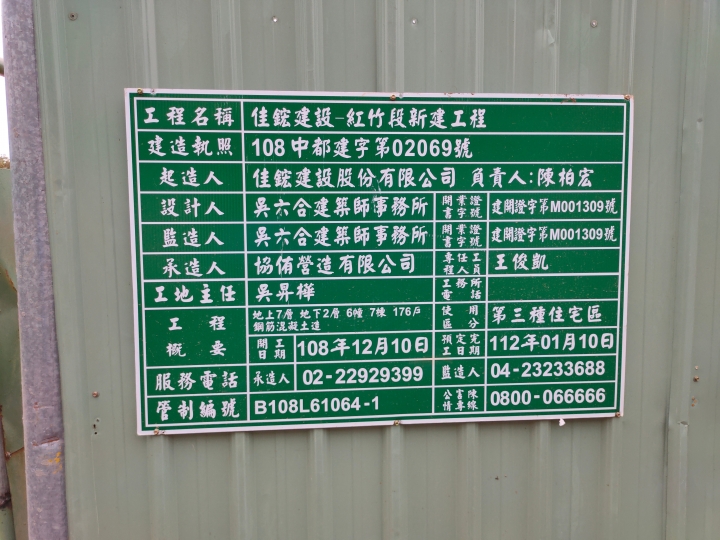 工程名稱 佳鋐建設-紅竹段新建工程
建造執照 108中都建字第02069號
起造人 佳鋐建設股份有限公司 負責人:陳柏宏
設計人 吳六合建築師事務所 開業證書字號 建開證字第M001309號
監造人 吳六合建築師事務所 開業證書字號 建開證字第M001309號
承造人 協侑營造有限公司 專任工程人員 王俊凱
工地主任 吳昇樺 工務所電話
工程概要 地上7層 地下2層 6幢 7棟 176戶 使用區分 第三種住宅區
鋼筋混凝土造
開工日期 108年12月10日 預定完工日期 112年01月10日
服務電話 承造人 02-22929399 監造人 04-23233688
管制編號 B108L61064-1 公害陳情專線 0800-066666